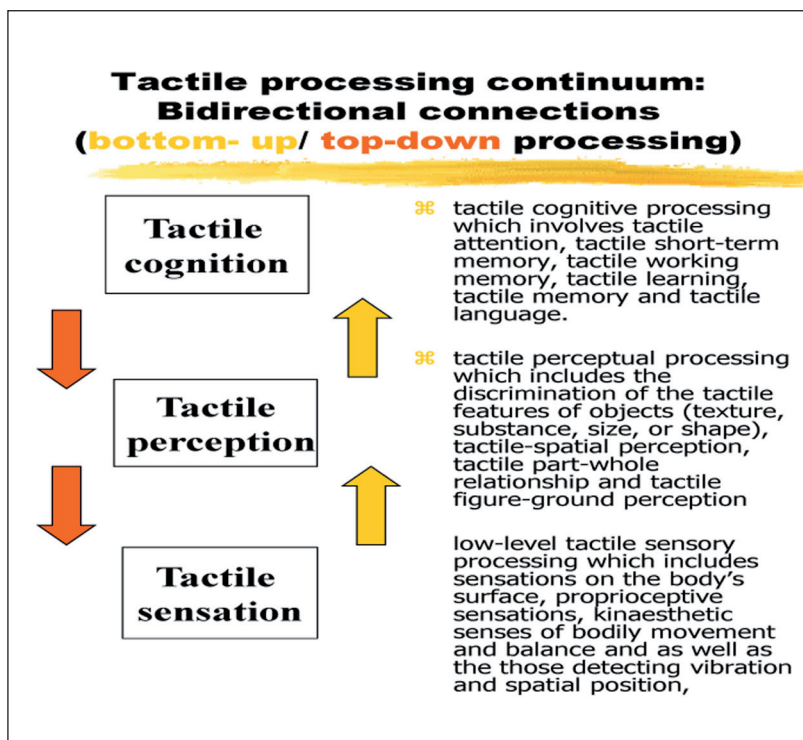 Tactile processing continuum:
Bidirectional connections
(bottom- up/ top-down processing)
Tactile
cognition
⌘ tactile cognitive processing
which involves tactile
attention, tactile short-term
memory, tactile working
memory, tactile learning,
tactile memory and tactile
language.
Tactile
perception
⌘ tactile perceptual processing
which includes the
discrimination of the tactile
features of objects (texture,
substance, size, or shape),
tactile-spatial perception,
tactile part-whole
relationship and tactile
figure-ground perception
Tactile
sensation
low-level tactile sensory
processing which includes
sensations on the body’s
surface, proprioceptive
sensations, kinaesthetic
senses of bodily movement
and balance and as well as
the those detecting vibration
and spatial position,